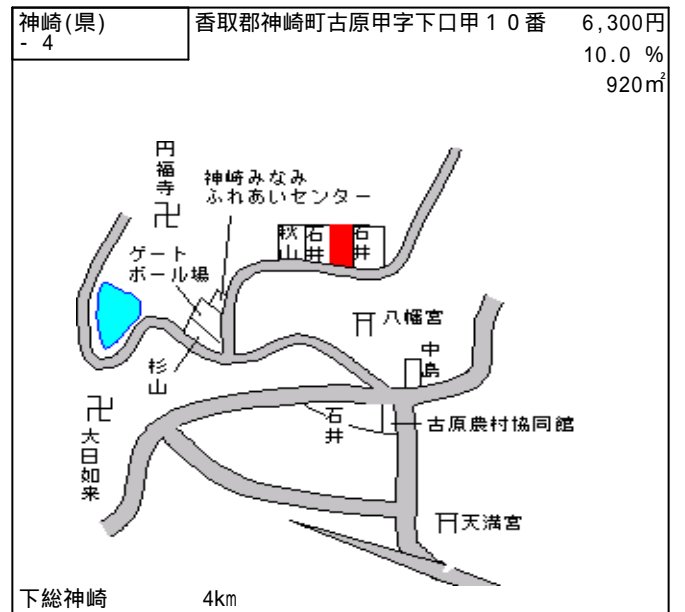 神崎(県)
- 4
香取郡神崎町古原甲字下口甲１０番
6,300円
10.0 %
920㎡
円福寺
神崎みなみ
ふれあいセンター
秋山
石井
石井
ゲート
ボール場
八幡宮
中島
杉山
石井
古原農村協同館
大日如来
天満宮
下総神崎
4km